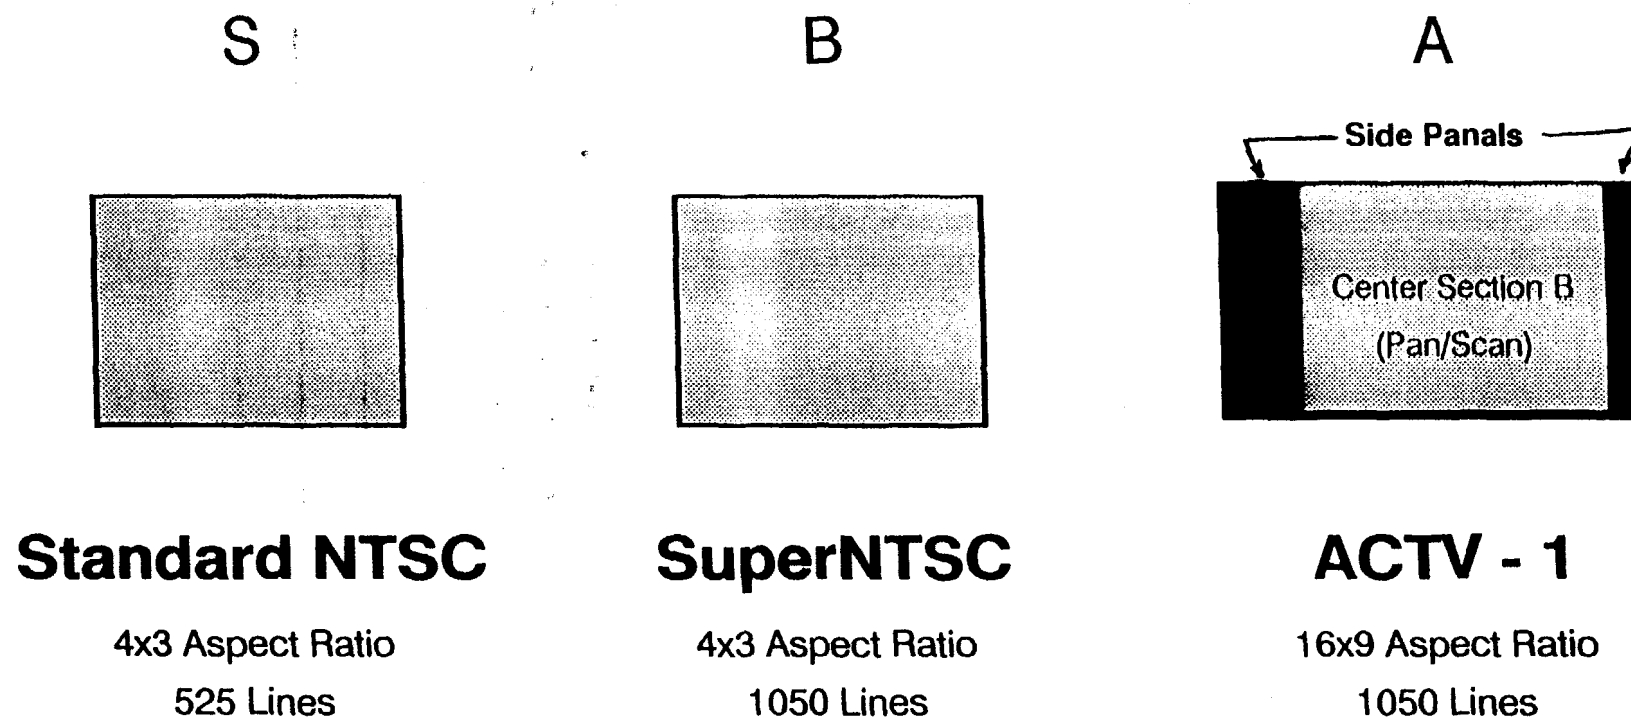 S
B
A
Side Panals
Center Section B
(Pan/Scan)
Standard NTSC
SuperNTSC
ACTV - 1
4x3 Aspect Ratio
4x3 Aspect Ratio
16x9 Aspect Ratio
525 Lines
1050 Lines
1050 Lines